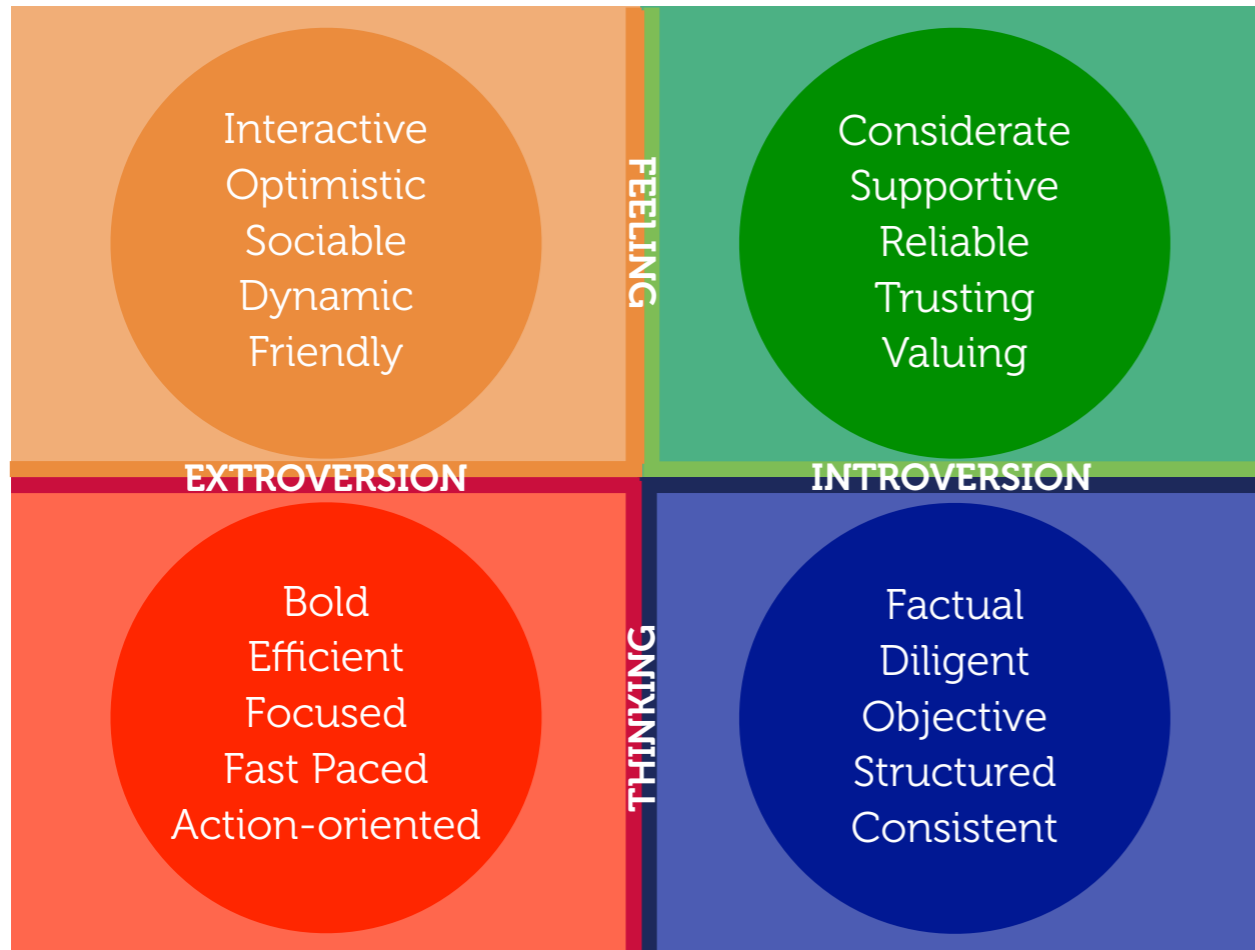 Interactive
Optimistic
Sociable
Dynamic
Friendly
FEELING
Considerate
Supportive
Reliable
Trusting
Valuing
EXTROVERSION
INTROVERSION
Bold
Efficient
Focused
Fast Paced
Action-oriented
THINKING
Factual
Diligent
Objective
Structured
Consistent